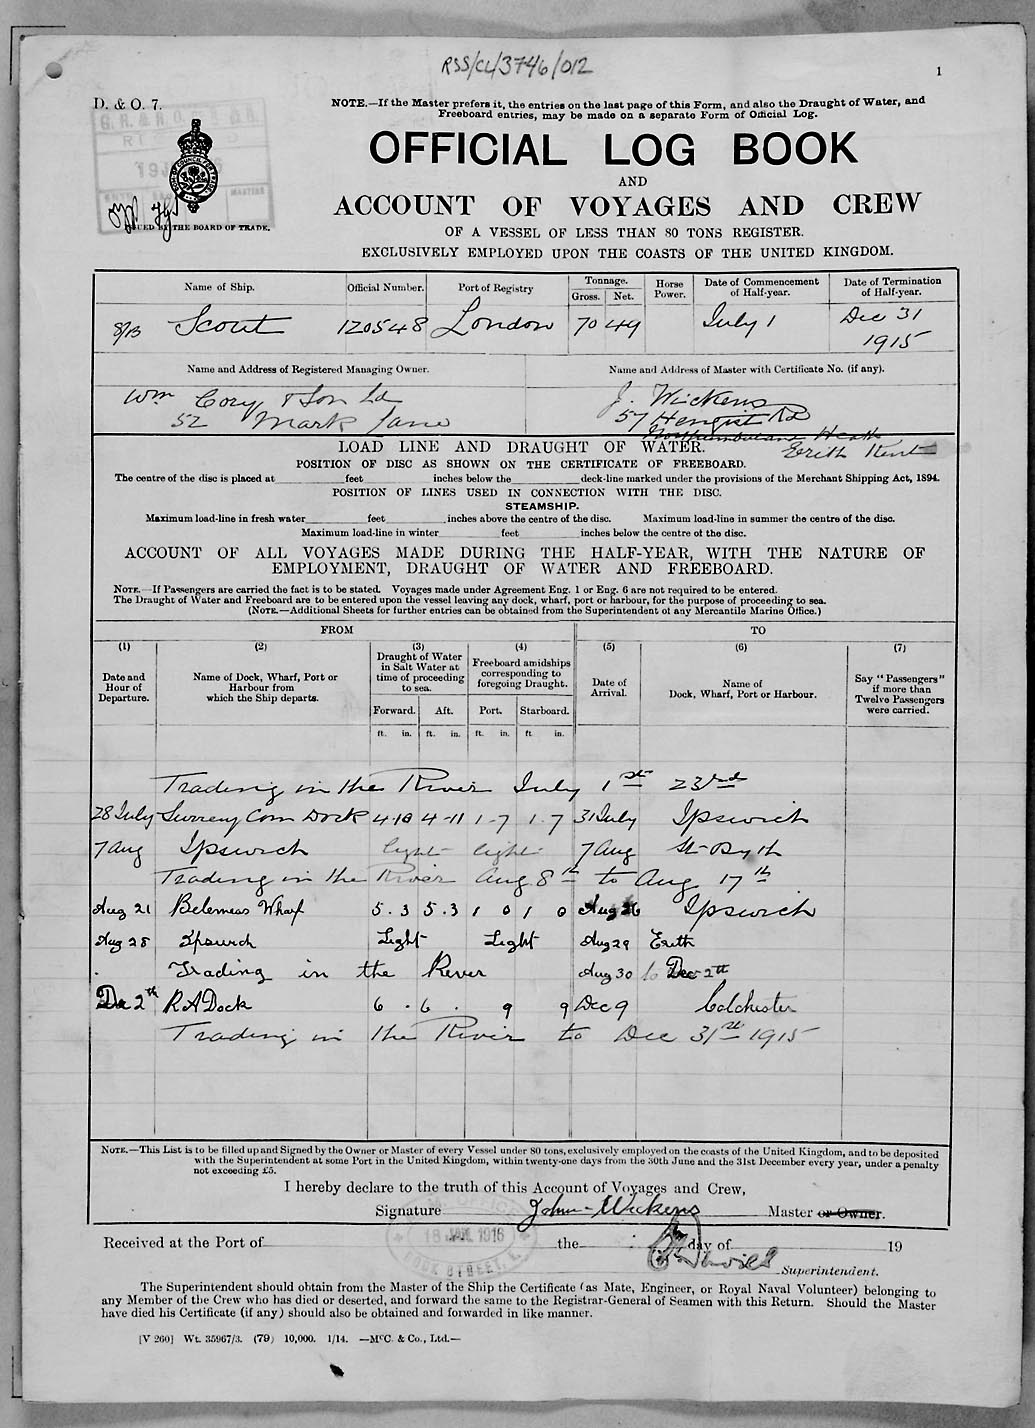 RSS/CL/3746/012
1
D. & O. 7.
NOTE.—If the Master prefers it, the entries on the last page of this Form, and also the Draught of Water, and
Freeboard entries, may be made on a separate Form of Official Log.
OFFICIAL LOG BOOK
AND
ACCOUNT OF VOYAGES AND CREW
OF A VESSEL OF LESS THAN 80 TONS REGISTER.
EXCLUSIVELY EMPLOYED UPON THE COASTS OF THE UNITED KINGDOM.
ISSUED BY THE BOARD OF TRADE.
Name of Ship. Official Number. Port of Registry Tonnage. Gross. Net. Horse Power. Date of Commencement of Half-year. Date of Termination of Half-year.
S/B Scout 120548 London 70 49 July 1 Dec 31
1915
Name and Address of Registered Managing Owner. Name and Address of Master with Certificate No. (if any).
Wm Cory & Son Ld J. Wickens
52 Mark Lane 57 Hengist Rd
Northumberland Heath
Erith Kent
LOAD LINE AND DRAUGHT OF WATER.
POSITION OF DISC AS SHOWN ON THE CERTIFICATE OF FREEBOARD.
The centre of the disc is placed at feet inches below the deck-line marked under the provisions of the Merchant Shipping Act, 1894.
POSITION OF LINES USED IN CONNECTION WITH THE DISC.
STEAMSHIP.
Maximum load-line in fresh water feet inches above the centre of the disc. Maximum load-line in summer the centre of the disc.
Maximum load-line in winter feet inches below the centre of the disc.
ACCOUNT OF ALL VOYAGES MADE DURING THE HALF-YEAR, WITH THE NATURE OF
EMPLOYMENT, DRAUGHT OF WATER AND FREEBOARD.
NOTE.—If Passengers are carried the fact is to be stated. Voyages made under Agreement Eng. 1 or Eng. 6 are not required to be entered.
The Draught of Water and Freeboard are to be entered upon the vessel leaving any dock, wharf, port or harbour, for the purpose of proceeding to sea.
(NOTE.—Additional Sheets for further entries can be obtained from the Superintendent of any Mercantile Marine Office.)
FROM TO
(1) (2) (3) (4) (5) (6) (7)
Date and Hour of Departure. Name of Dock, Wharf, Port or Harbour from which the Ship departs. Draught of Water in Salt Water at time of proceeding to sea. Freeboard amidships corresponding to foregoing Draught. Date of Arrival. Name of Dock, Wharf, Port or Harbour. Say "Passengers" if more than Twelve Passengers were carried.
Forward. Aft. Port. Starboard.
ft. in. ft. in. ft. in. ft in.
Trading in the River July 1st 23rd
28 July Surrey Com Dock 4-10 4-11 1-7 1.7 31 July Ipswich
7 Aug Ipswich light light 7 Aug St Osyth
Trading in the River Aug 8th to Aug 17th
Aug 21 Wharf 5.3 5.3 1 0 1 0 Aug 26 Ipswich
Aug 28 Ipswich Light Light Aug 29 Erith
Trading in the River Aug 30 to Dec 2th
De 2th R A Dock 6 . 6 . 9 9 Dec 9 Colchester
Trading in the River to Dec 31st 1915
NOTE.—This List is to be filled up and Signed by the Owner or Master of every Vessel under 80 tons, exclusively employed on the coasts of the United Kingdom, and to be deposited
with the Superintendent at some Port in the United Kingdom, within twenty-one days from the 30th June and the 31st December every year, under a penalty
not exceeding £5.
I hereby declare to the truth of this Account of Voyages and Crew,
Signature John Wickens Master or Owner.
18 JAN. 1916
Received at the Port of the day of 19
Superintendent.
The Superintendent should obtain from the Master of the Ship the Certificate (as Mate, Engineer, or Royal Naval Volunteer) belonging to
any Member of the Crew who has died or deserted, and forward the same to the Registrar-General of Seamen with this Return. Should the Master
have died his Certificate (if any) should also be obtained and forwarded in like manner.
[V 260] Wt. 35967/3. (79) 10,000. 1/14. —McC. & Co., Ltd.—